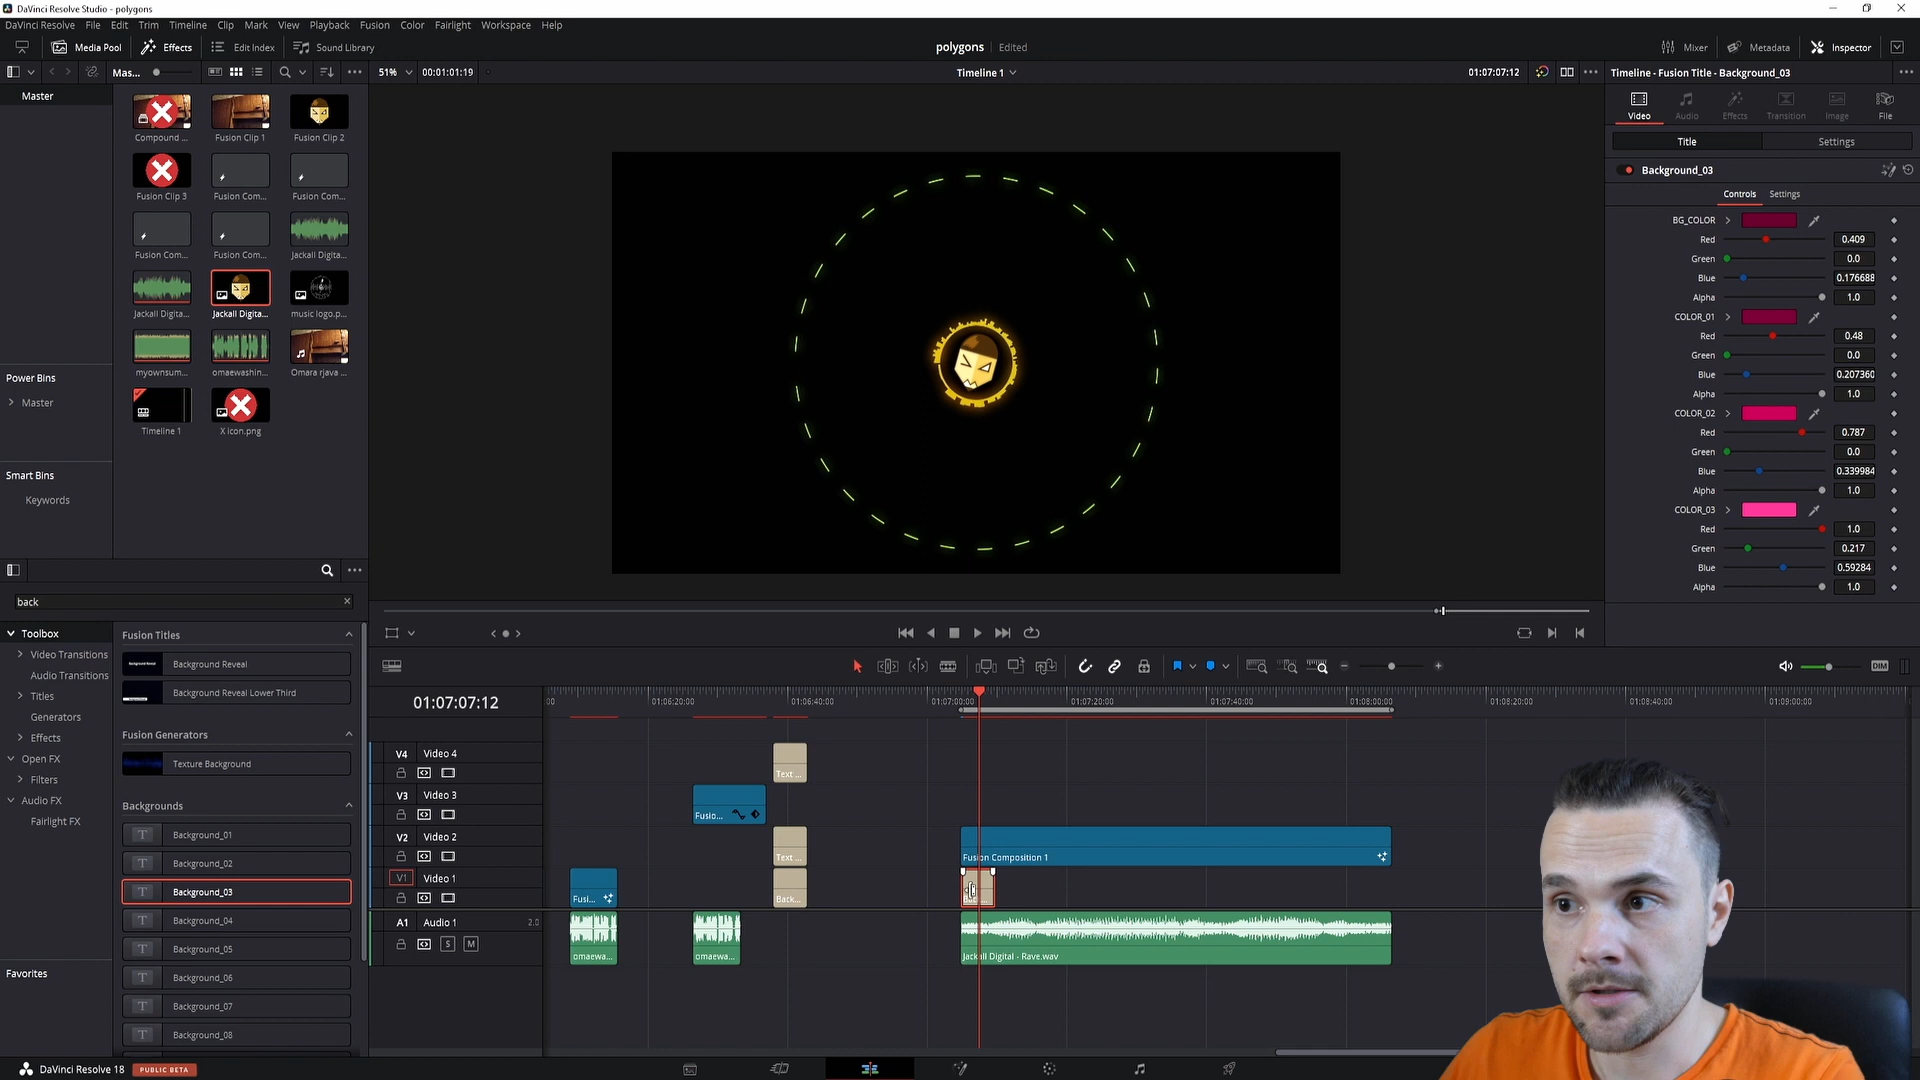 DaVinci Resolve Studio - polygons
DaVinci Resolve File Edit Trim Timeline Clip Mark View Playback Fusion Color Fairlight Workspace Help
Media Pool Effects Edit Index Sound Library polygons Edited Mixer Metadata Inspector
Mas... 51% 00:01:01:19 Timeline 1 01:07:07:12 Timeline - Fusion Title - Background_03
Master
Compound ... Fusion Clip 1 Fusion Clip 2
Fusion Clip 3 Fusion Com... Fusion Com...
Fusion Com... Fusion Com... Jackall Digita...
Jackall Digita... Jackall Digita... music logo.p...
myownsum... omaewashin... Omara rjava ...
Timeline 1 X icon.png
Power Bins
Master
Smart Bins
Keywords
Video Audio Effects Transition Image File
Title Settings
Background_03
Controls Settings
BG_COLOR
Red 0.409
Green 0.0
Blue 0.176688
Alpha 1.0
COLOR_01
Red 0.48
Green 0.0
Blue 0.207360
Alpha 1.0
COLOR_02
Red 0.787
Green 0.0
Blue 0.339984
Alpha 1.0
COLOR_03
Red 1.0
Green 0.217
Blue 0.59284
Alpha 1.0
back
Toolbox
Video Transitions
Audio Transitions
Titles
Generators
Effects
Open FX
Filters
Audio FX
Fairlight FX
Favorites
Fusion Titles
Background Reveal
Background Reveal Lower Third
Fusion Generators
Texture Background
Backgrounds
T Background_01
T Background_02
T Background_03
T Background_04
T Background_05
T Background_06
T Background_07
T Background_08
DIM
01:07:07:12
00 01:06:20:00 01:06:40:00 01:07:00:00 01:07:20:00 01:07:40:00 01:08:00:00 01:08:20:00 01:08:40:00 01:09:00:00
V4 Video 4
Text ...
V3 Video 3
Fusio...
V2 Video 2
Text ...
Fusion Composition 1
V1 Video 1
Fusi...
Back...
A1 Audio 1 2.0
S M
omaewa...
omaewa...
Jackall Digital - Rave.wav
DaVinci Resolve 18 PUBLIC BETA